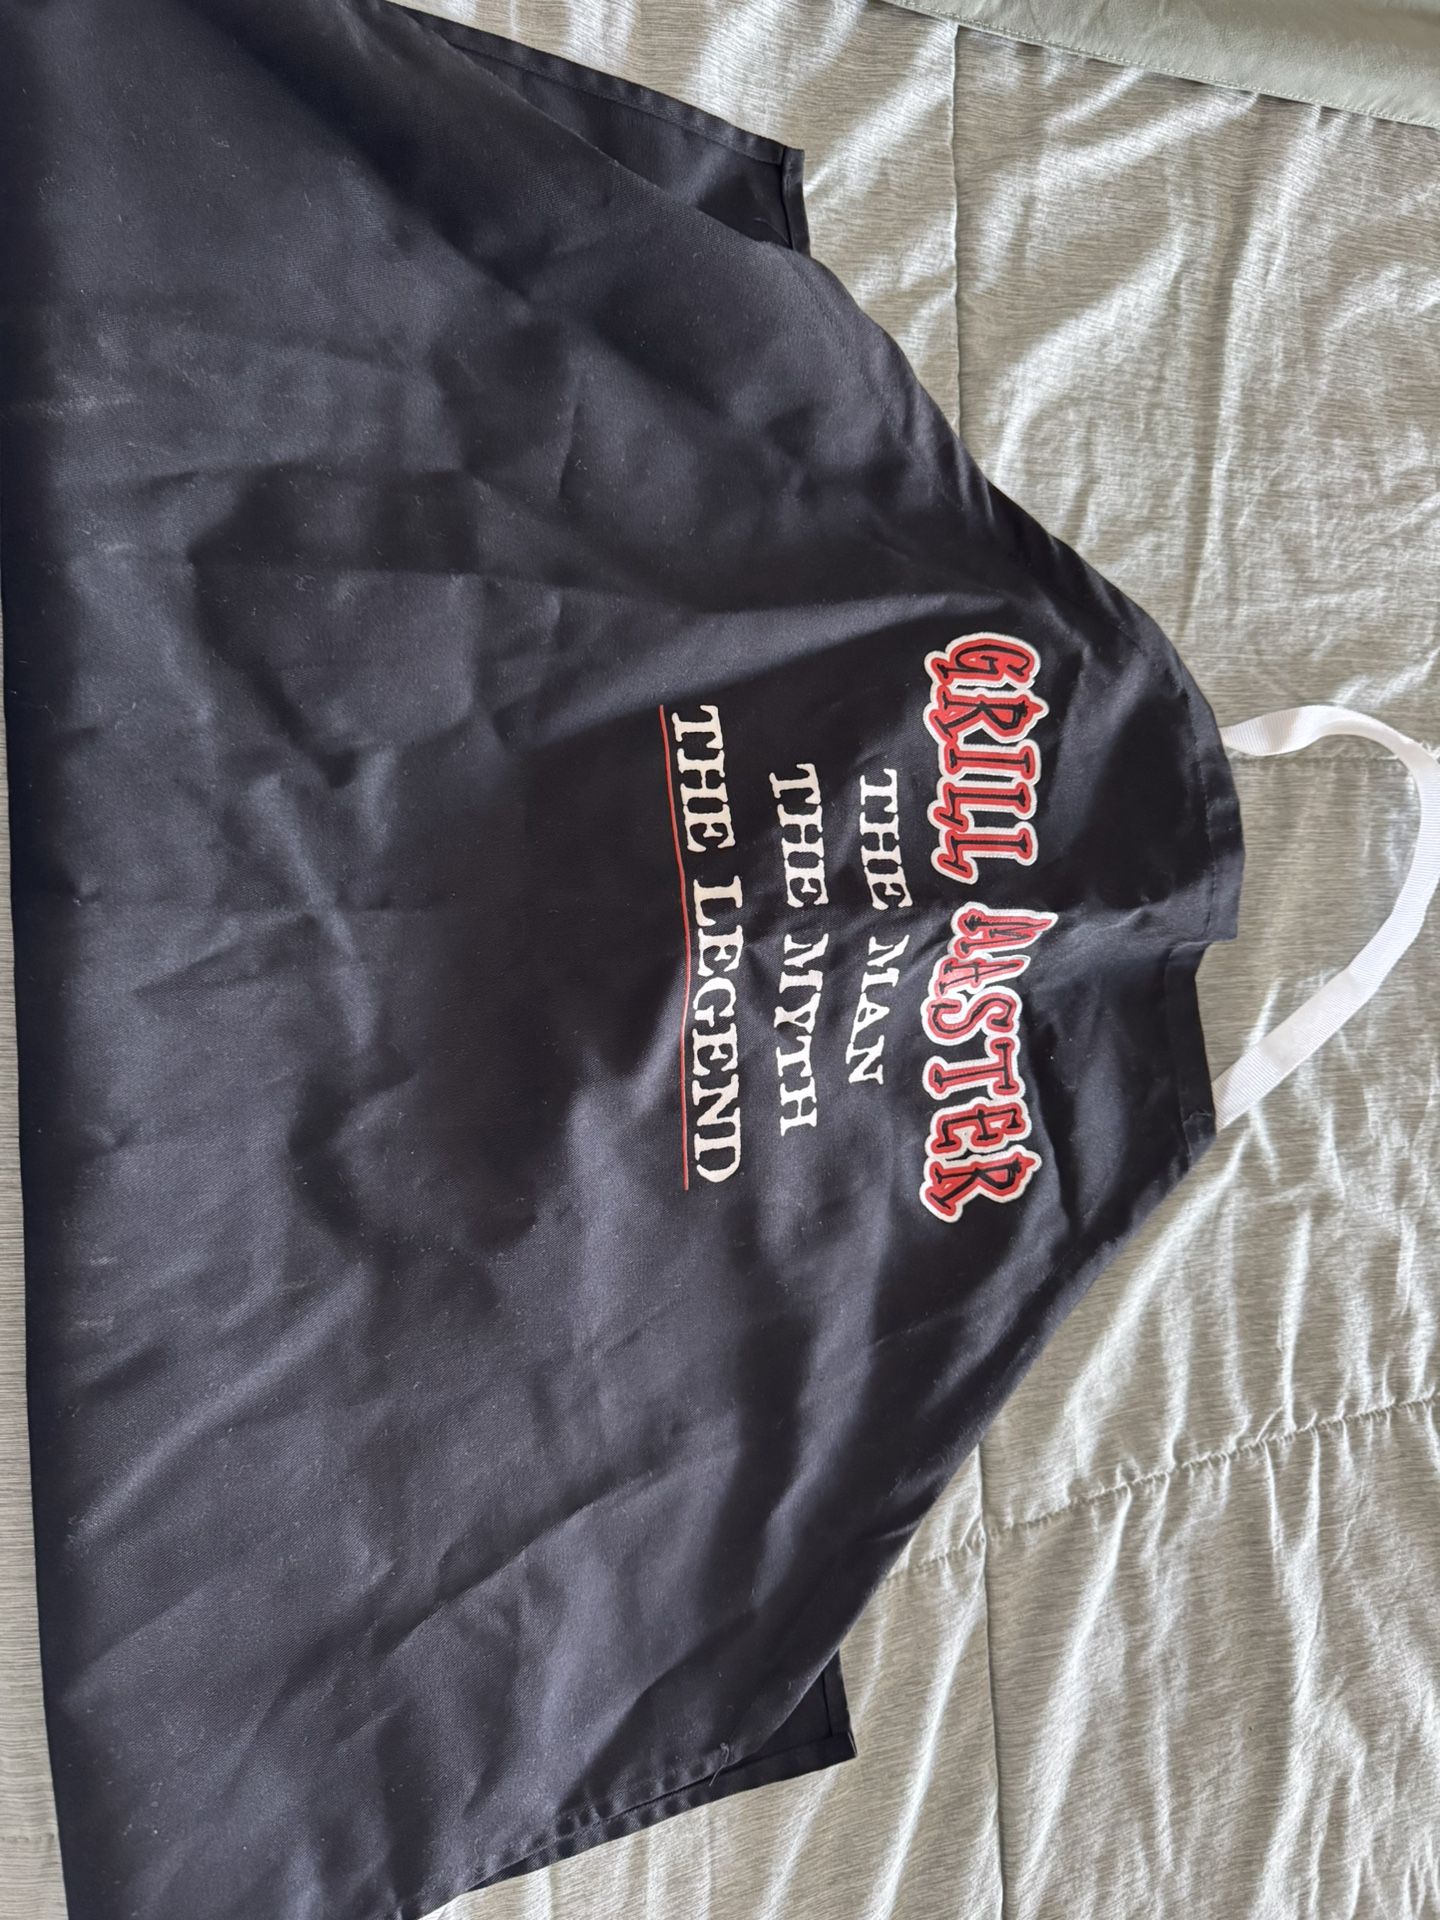 GRILL MASTER
THE MAN
THE MYTH
THE LEGEND